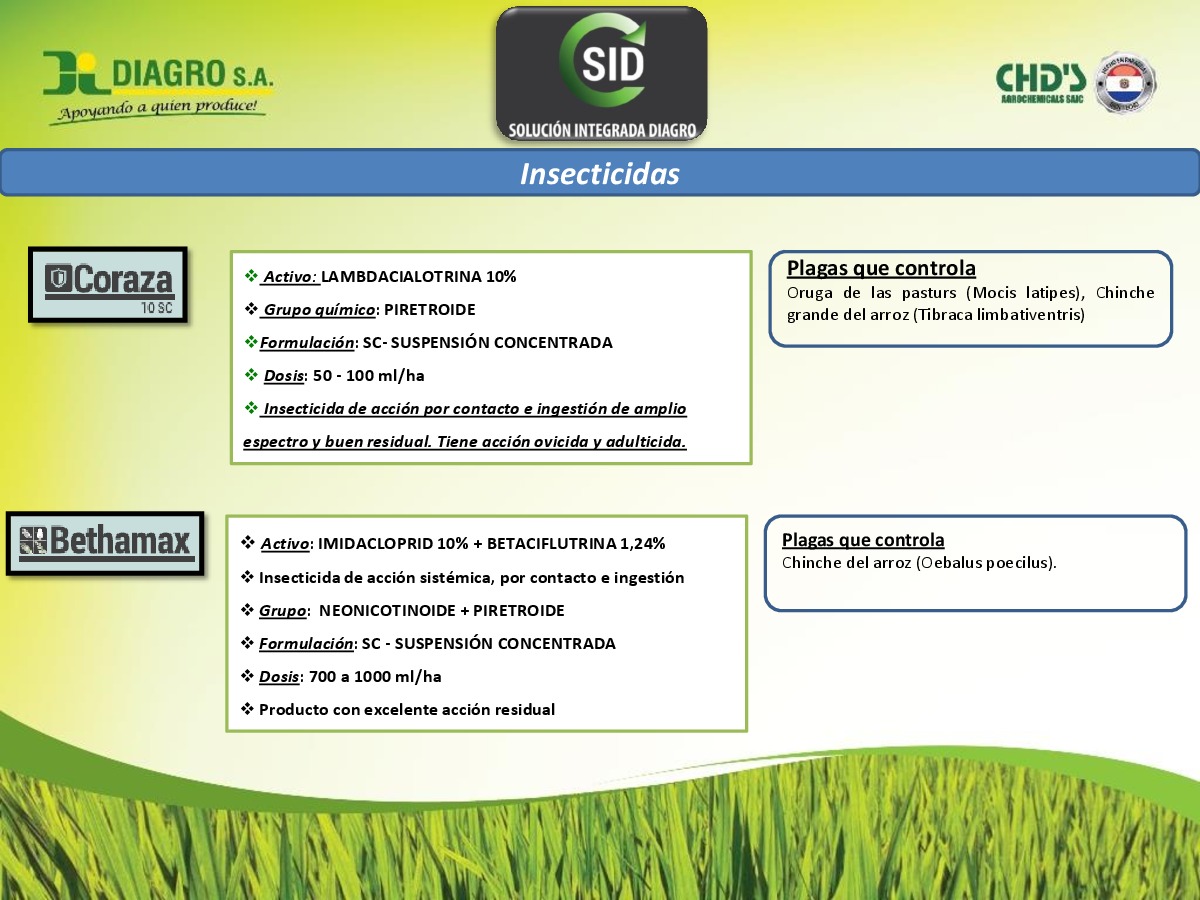 DIAGRO S.A.
Apoyando a quien produce!
SID
SOLUCIÓN INTEGRADA DIAGRO
CHD'S
AGROCHEMICALS SAIC
HECHO EN PARAGUAY
Insecticidas
Coraza
10 SC
❖ Activo: LAMBDACIALOTRINA 10%
❖ Grupo químico: PIRETROIDE
❖Formulación: SC- SUSPENSIÓN CONCENTRADA
❖ Dosis: 50 - 100 ml/ha
❖ Insecticida de acción por contacto e ingestión de amplio
espectro y buen residual. Tiene acción ovicida y adulticida.
Plagas que controla
Oruga de las pasturs (Mocis latipes), Chinche
grande del arroz (Tibraca limbativentris)
Bethamax
❖ Activo: IMIDACLOPRID 10% + BETACIFLUTRINA 1,24%
❖ Insecticida de acción sistémica, por contacto e ingestión
❖ Grupo: NEONICOTINOIDE + PIRETROIDE
❖ Formulación: SC - SUSPENSIÓN CONCENTRADA
❖ Dosis: 700 a 1000 ml/ha
❖ Producto con excelente acción residual
Plagas que controla
Chinche del arroz (Oebalus poecilus).